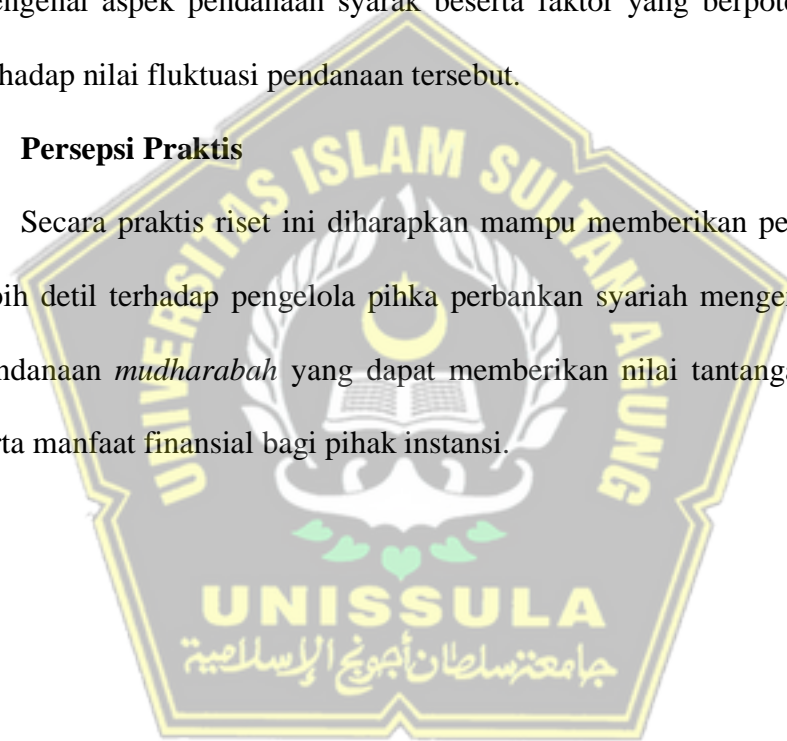 mengenai aspek pendanaan syarak beserta faktor yang
hadap nilai fluktuasi pendanaan tersebut.
Persepsi Praktis
Secara praktis riset ini diharapkan mampu memberikan pe
bih detil terhadap pengelola pihka perbankan syariah menge
ndanaan mudharabah yang dapat memberikan nilai tantanga
rta manfaat finansial bagi pihak instansi.
UNIVERSITAS ISLAM SULTAN AGUNG
UNISSULA
جامعة سلطان أجونج الإسلامية